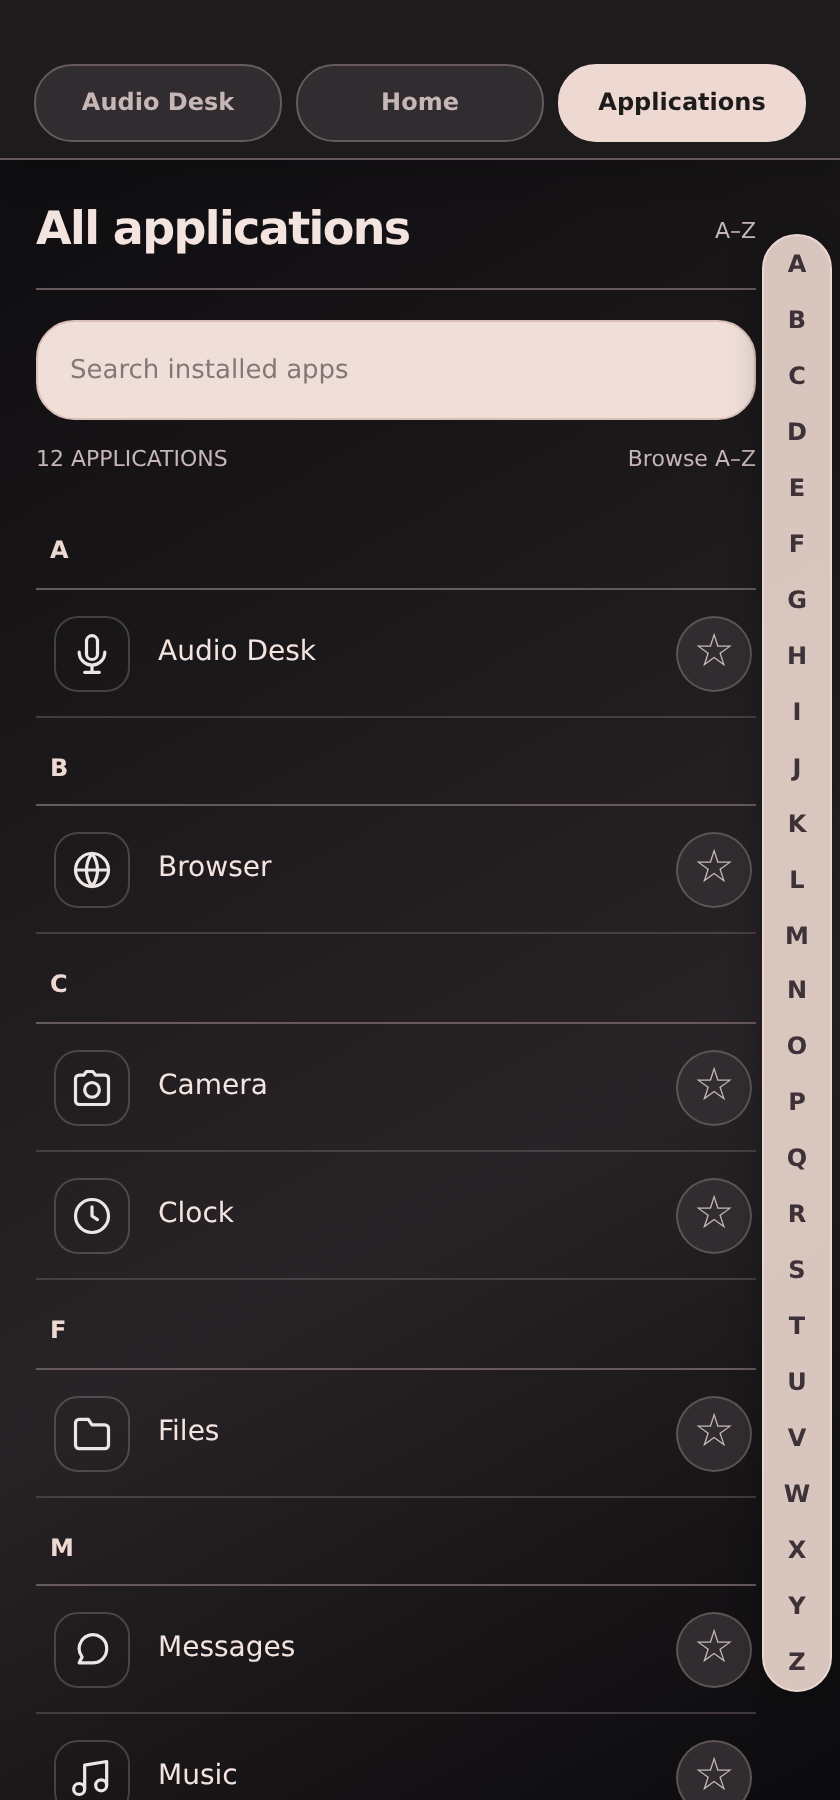 Audio Desk
Home
Applications
All applications
A–Z
Search installed apps
12 APPLICATIONS
Browse A–Z
A
Audio Desk
B
Browser
C
Camera
Clock
F
Files
M
Messages
Music
A
B
C
D
E
F
G
H
I
J
K
L
M
N
O
P
Q
R
S
T
U
V
W
X
Y
Z